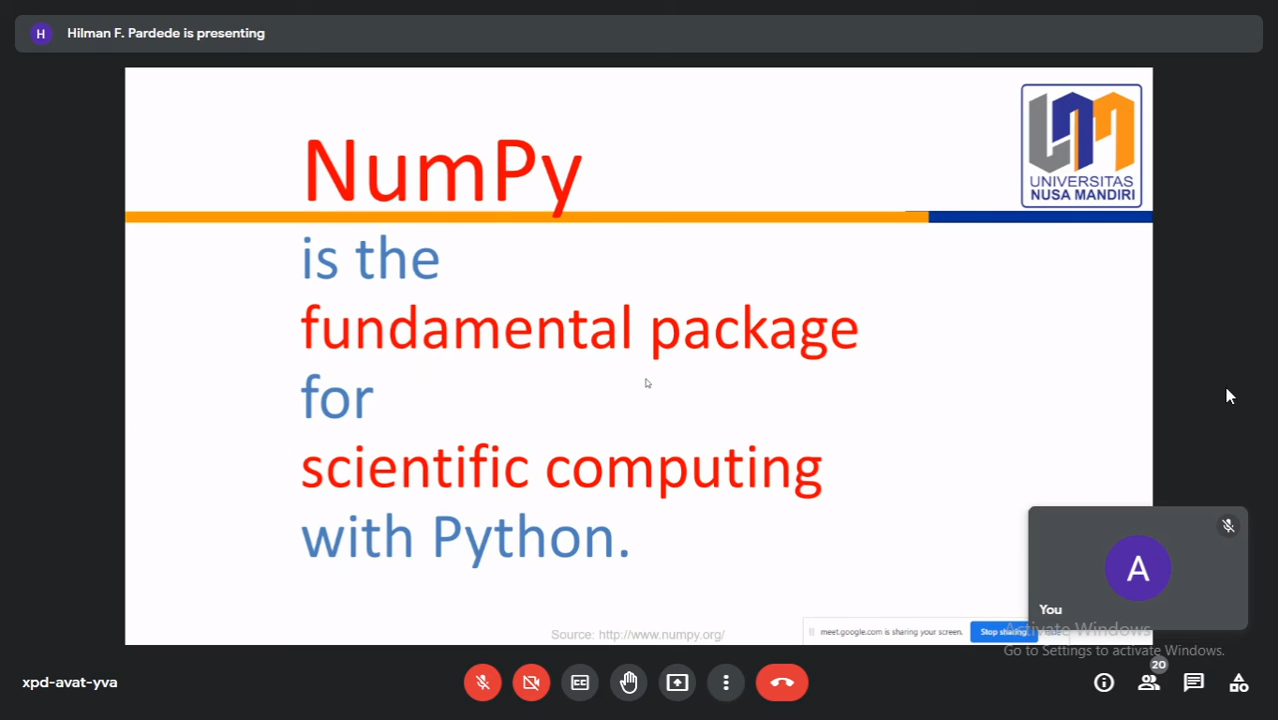 H
Hilman F. Pardede is presenting
NumPy
UNIVERSITAS
NUSA MANDIRI
is the
fundamental package
for
scientific computing
with Python.
A
You
Source: http://www.numpy.org/
meet.google.com is sharing your screen.
Stop sharing
Activate Windows
Go to Settings to activate Windows.
xpd-avat-yva
CC
20